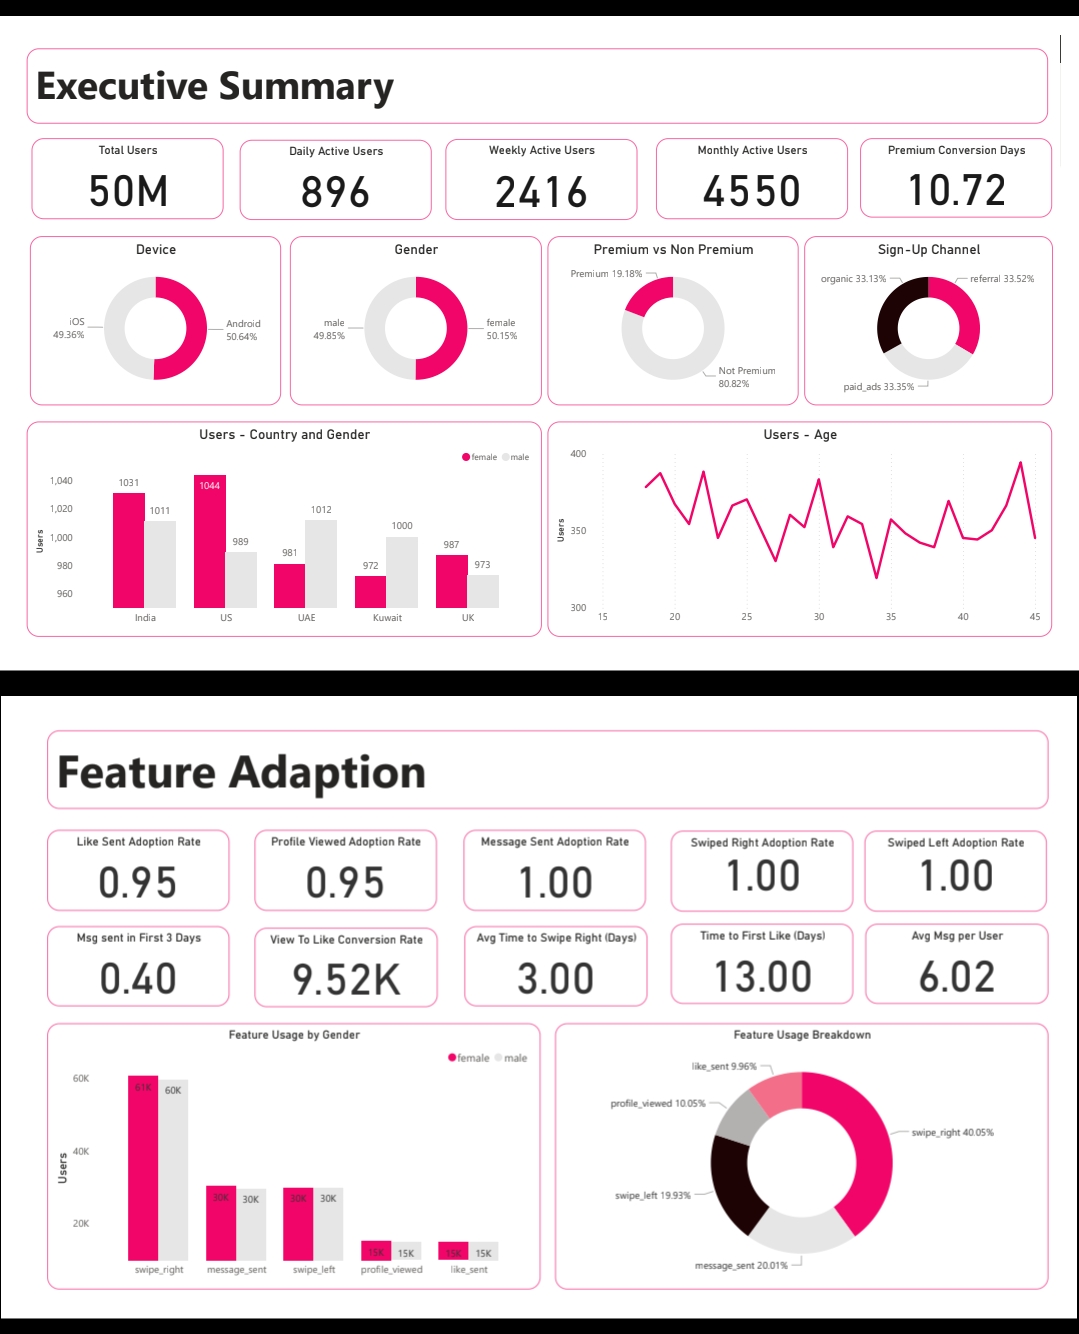 Executive Summary
Total Users
50M
Daily Active Users
896
Weekly Active Users
2416
Monthly Active Users
4550
Premium Conversion Days
10.72
Device
iOS
49.36%
Android
50.64%
Gender
male
49.85%
female
50.15%
Premium vs Non Premium
Premium 19.18%
Not Premium
80.82%
Sign-Up Channel
organic 33.13%
referral 33.52%
paid_ads 33.35%
Users - Country and Gender
female male
Users
1,040
1,020
1,000
980
960
1031
1011
1044
989
981
1012
972
1000
987
973
India US UAE Kuwait UK
Users - Age
Users
400
350
300
15 20 25 30 35 40 45
Feature Adaption
Like Sent Adoption Rate
0.95
Profile Viewed Adoption Rate
0.95
Message Sent Adoption Rate
1.00
Swiped Right Adoption Rate
1.00
Swiped Left Adoption Rate
1.00
Msg sent in First 3 Days
0.40
View To Like Conversion Rate
9.52K
Avg Time to Swipe Right (Days)
3.00
Time to First Like (Days)
13.00
Avg Msg per User
6.02
Feature Usage by Gender
female male
Users
60K
40K
20K
61K 60K
30K 30K
30K 30K
15K 15K
15K 15K
swipe_right message_sent swipe_left profile_viewed like_sent
Feature Usage Breakdown
like_sent 9.96%
profile_viewed 10.05%
swipe_right 40.05%
swipe_left 19.93%
message_sent 20.01%